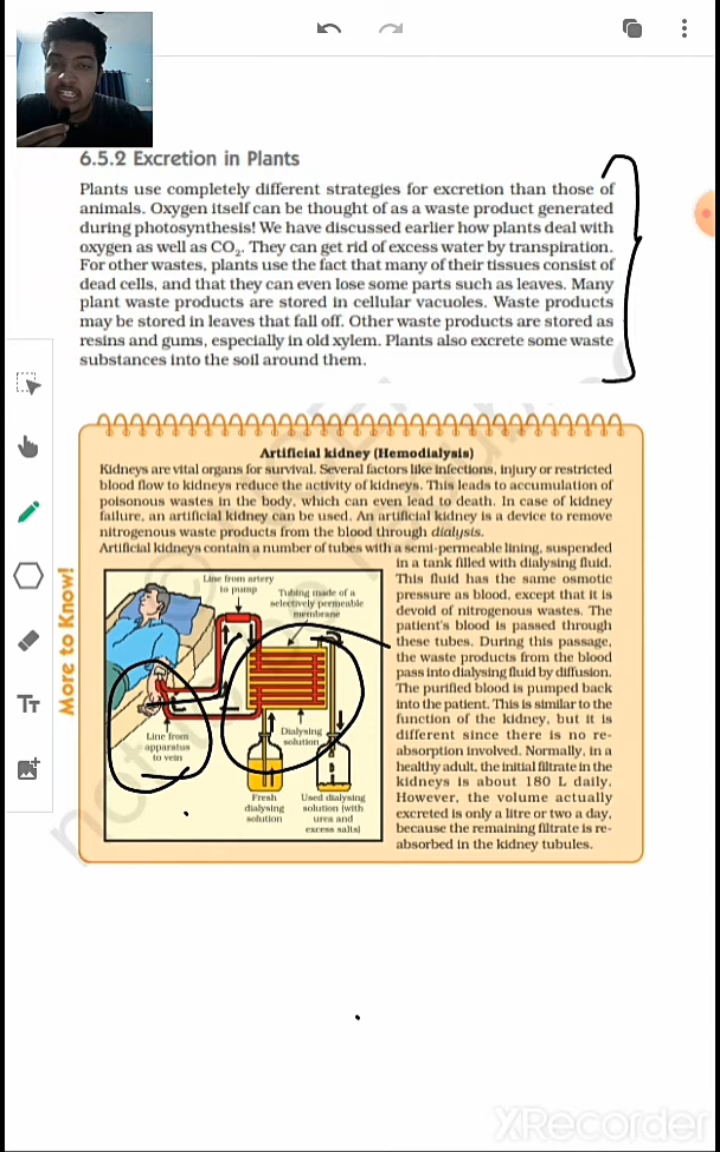 6.5.2 Excretion in Plants
Plants use completely different strategies for excretion than those of
animals. Oxygen itself can be thought of as a waste product generated
during photosynthesis! We have discussed earlier how plants deal with
oxygen as well as CO₂. They can get rid of excess water by transpiration.
For other wastes, plants use the fact that many of their tissues consist of
dead cells, and that they can even lose some parts such as leaves. Many
plant waste products are stored in cellular vacuoles. Waste products
may be stored in leaves that fall off. Other waste products are stored as
resins and gums, especially in old xylem. Plants also excrete some waste
substances into the soil around them.
More to Know!
Artificial kidney (Hemodialysis)
Kidneys are vital organs for survival. Several factors like infections, injury or restricted
blood flow to kidneys reduce the activity of kidneys. This leads to accumulation of
poisonous wastes in the body, which can even lead to death. In case of kidney
failure, an artificial kidney can be used. An artificial kidney is a device to remove
nitrogenous waste products from the blood through dialysis.
Artificial kidneys contain a number of tubes with a semi-permeable lining, suspended
in a tank filled with dialysing fluid.
This fluid has the same osmotic
pressure as blood, except that it is
devoid of nitrogenous wastes. The
patient's blood is passed through
these tubes. During this passage,
the waste products from the blood
pass into dialysing fluid by diffusion.
The purified blood is pumped back
into the patient. This is similar to the
function of the kidney, but it is
different since there is no re-
absorption involved. Normally, in a
healthy adult, the initial filtrate in the
kidneys is about 180 L daily.
However, the volume actually
excreted is only a litre or two a day,
because the remaining filtrate is re-
absorbed in the kidney tubules.
Line from artery
to pump
Tubing made of a
selectively permeable
membrane
Line from
apparatus
to vein
Dialysing
solution
Fresh
dialysing
solution
Used dialysing
solution (with
urea and
excess salts)
TT
XRecorder